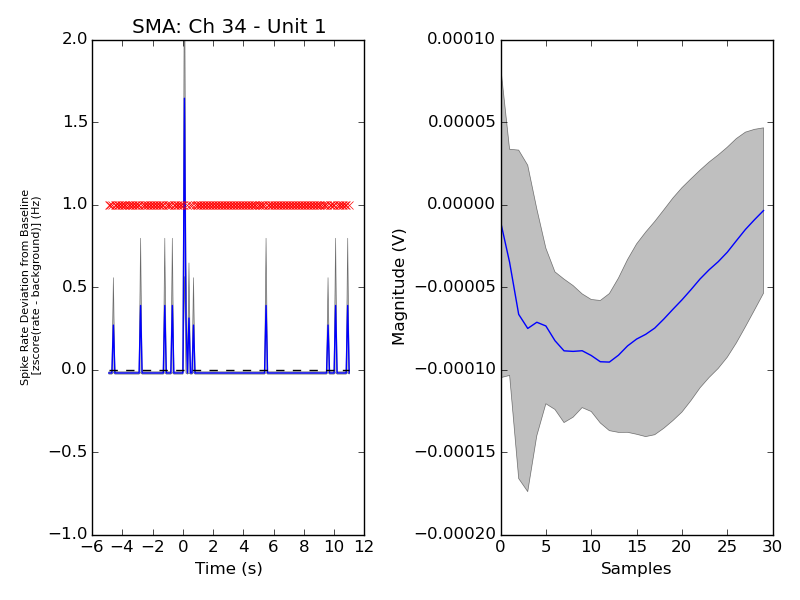 SMA: Ch 34 - Unit 1
2.0
1.5
1.0
0.5
0.0
−0.5
−1.0
−6 −4 −2 0 2 4 6 8 10 12
Time (s)
Spike Rate Deviation from Baseline
[zscore(rate - background)] (Hz)
0.00010
0.00005
0.00000
−0.00005
−0.00010
−0.00015
−0.00020
0 5 10 15 20 25 30
Samples
Magnitude (V)